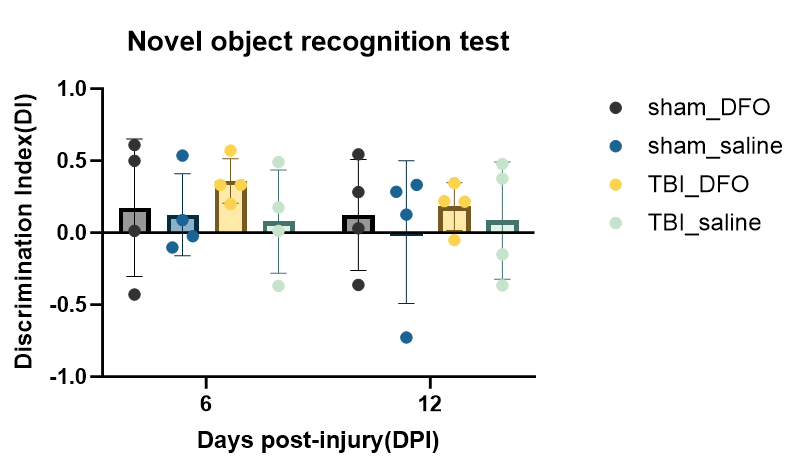 Novel object recognition test
Discrimination Index(DI)
1.0
0.5
0.0
-0.5
-1.0
6
12
Days post-injury(DPI)
sham_DFO
sham_saline
TBI_DFO
TBI_saline